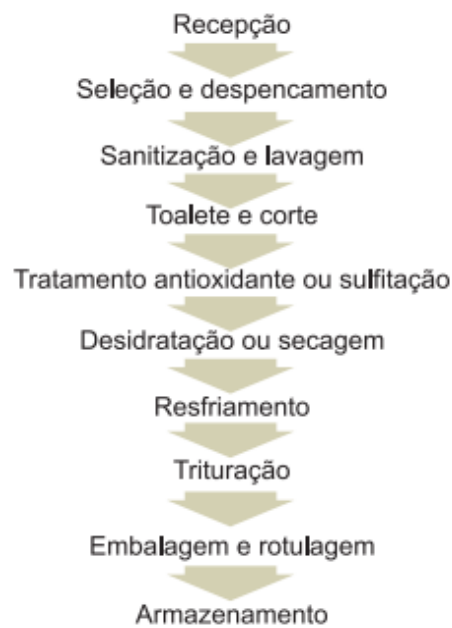 Recepção
Seleção e despencamento
Sanitização e lavagem
Toalete e corte
Tratamento antioxidante ou sulfitação
Desidratação ou secagem
Resfriamento
Trituração
Embalagem e rotulagem
Armazenamento